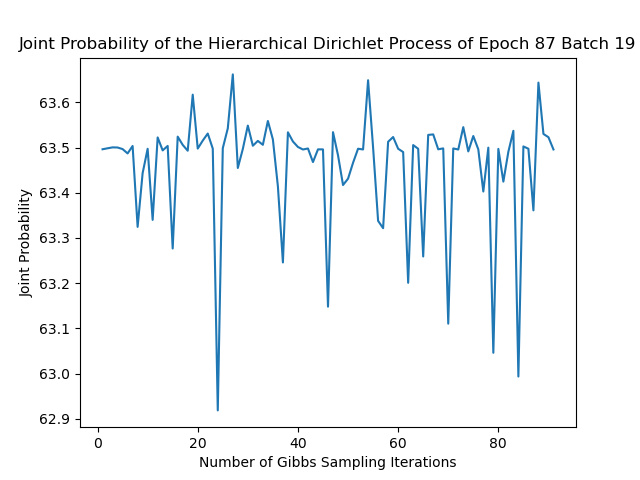 Joint Probability of the Hierarchical Dirichlet Process of Epoch 87 Batch 19
63.6
63.5
63.4
63.3
63.2
63.1
63.0
62.9
Joint Probability
0 20 40 60 80
Number of Gibbs Sampling Iterations